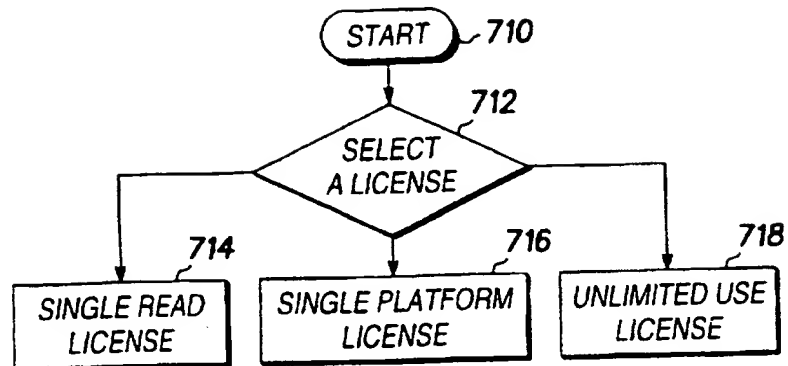 START
710
712
SELECT
A LICENSE
714
716
718
SINGLE READ
LICENSE
SINGLE PLATFORM
LICENSE
UNLIMITED USE
LICENSE